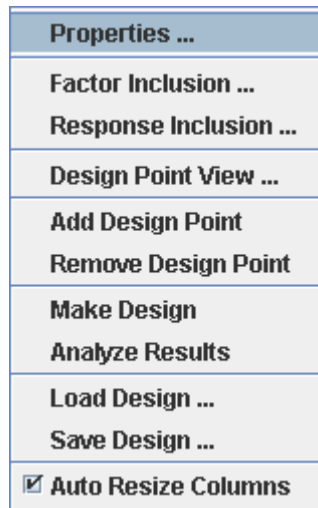 Properties ...
Factor Inclusion ...
Response Inclusion ...
Design Point View ...
Add Design Point
Remove Design Point
Make Design
Analyze Results
Load Design ...
Save Design ...
Auto Resize Columns